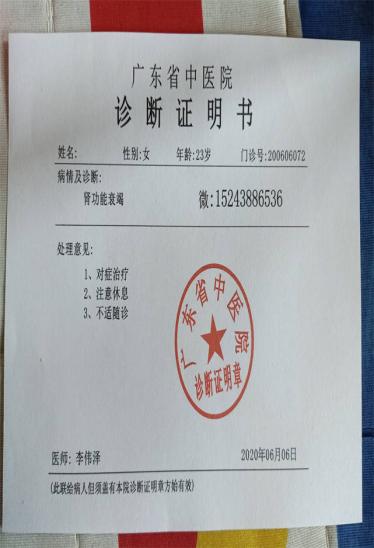 广东省中医院
诊断证明书
姓名: 性别:女 年龄:23岁 门诊号:200606072
病情及诊断:
肾功能衰竭
微:15243886536
处理意见:
1、对症治疗
2、注意休息
3、不适随诊
广东省中医院
诊断证明章
医师: 李伟泽 2020年06月06日
(此联给病人但须盖有本院诊断证明章方始有效)